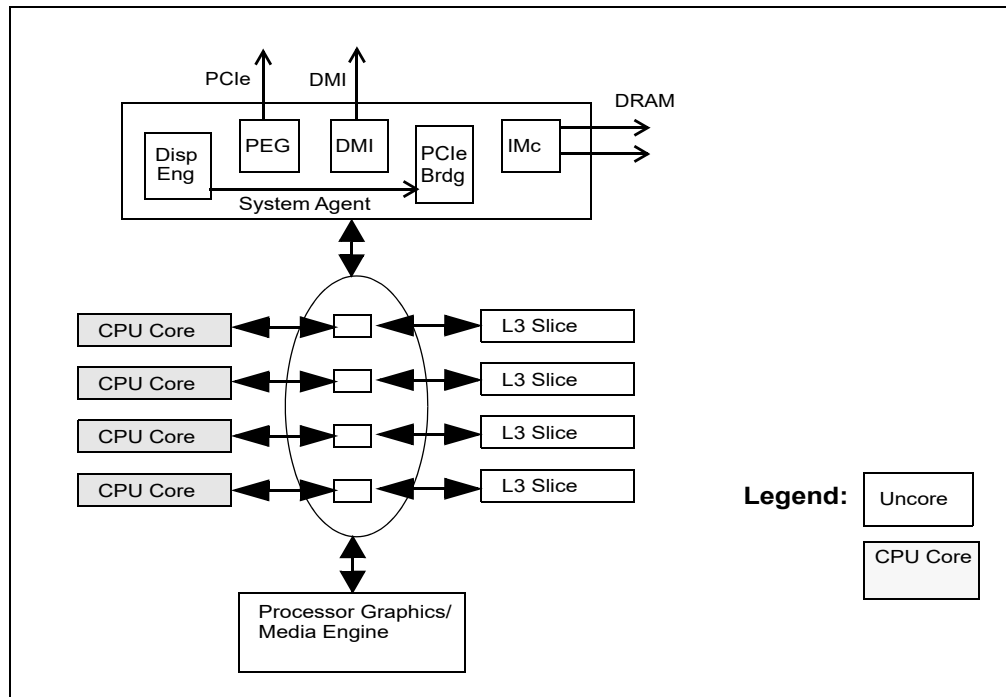 PCIe
DMI
DRAM
Disp
Eng
PEG
DMI
PCIe
Brdg
IMc
System Agent
CPU Core
L3 Slice
CPU Core
L3 Slice
CPU Core
L3 Slice
CPU Core
L3 Slice
Legend:
Uncore
CPU Core
Processor Graphics/
Media Engine